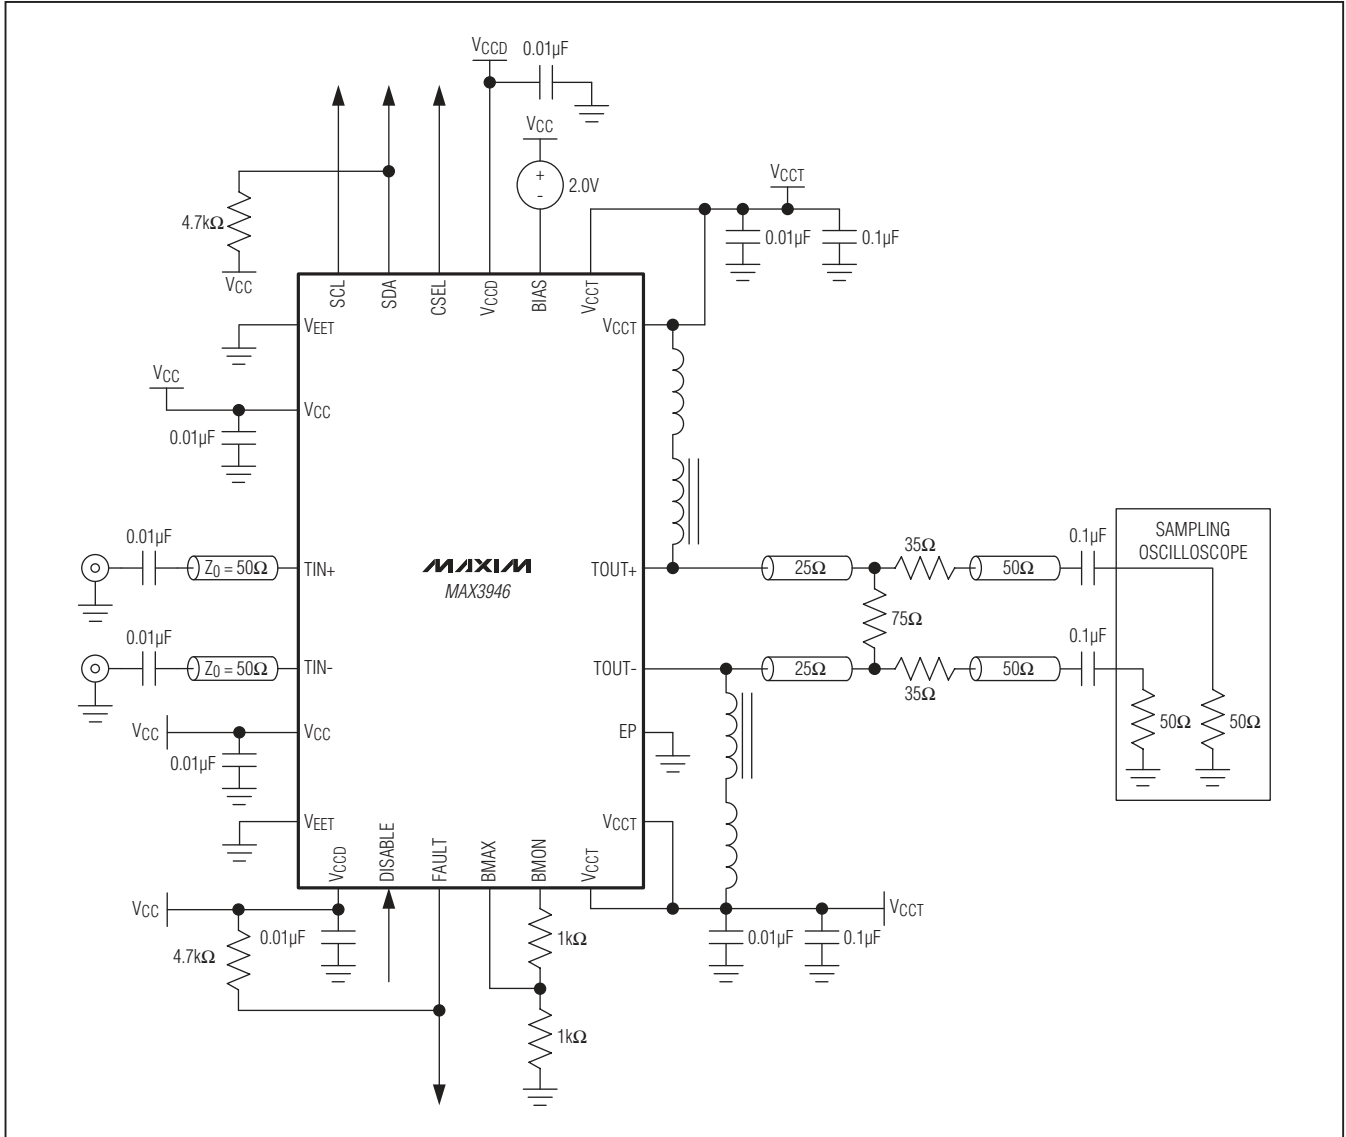 VCCD 0.01µF
VCC
+
-
2.0V
VCCT
4.7kΩ
0.01µF 0.1µF
VCC
SCL SDA CSEL VCCD BIAS VCCT
VEET
VCCT
VCC
VCC
0.01µF
0.01µF
Z0 = 50Ω
TIN+
MAXIM
MAX3946
TOUT+
25Ω
35Ω
50Ω
0.1µF
SAMPLING
OSCILLOSCOPE
75Ω
0.01µF
Z0 = 50Ω
TIN-
TOUT-
25Ω
35Ω
50Ω
0.1µF
50Ω 50Ω
VCC
VCC
EP
0.01µF
VEET
VCCT
VCCD DISABLE FAULT BMAX BMON VCCT
VCC
VCCT
0.01µF
4.7kΩ
1kΩ
0.01µF 0.1µF
1kΩ